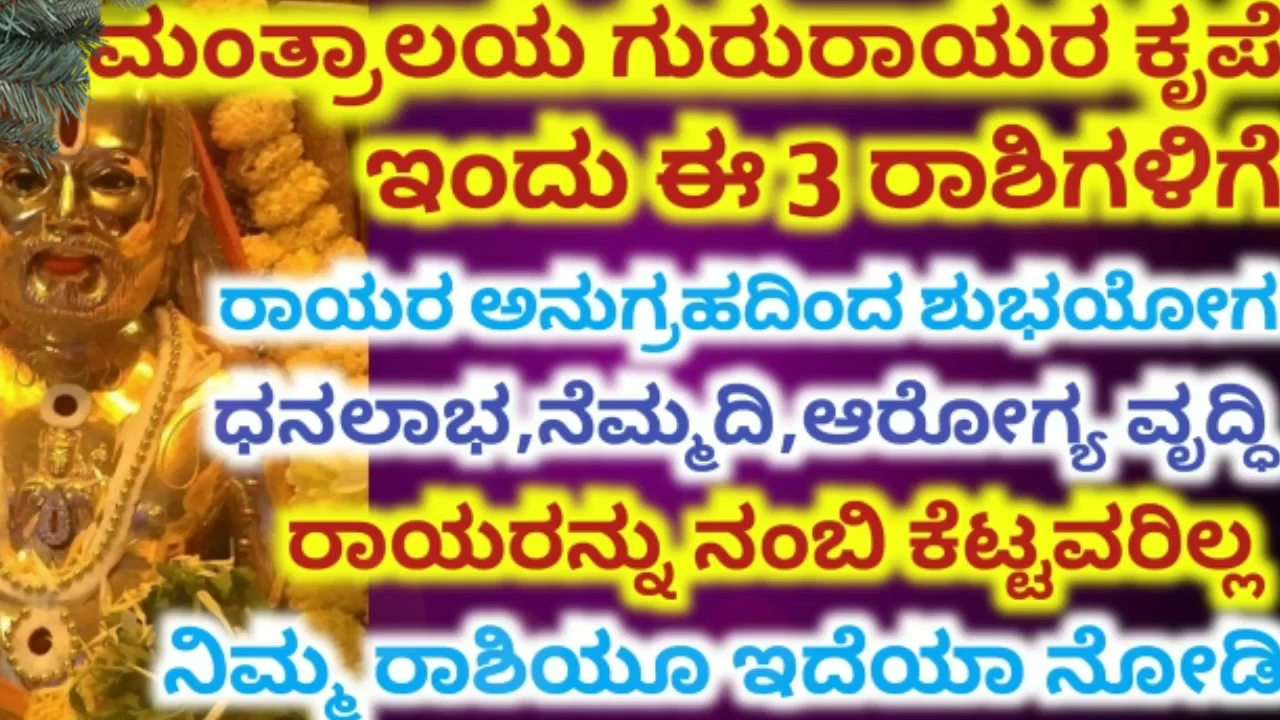 ಮಂತ್ರಾಲಯ ಗುರುರಾಯರ ಕೃಪೆ
ಇಂದು ಈ 3 ರಾಶಿಗಳಿಗೆ
ರಾಯರ ಅನುಗ್ರಹದಿಂದ ಶುಭಯೋಗ
ಧನಲಾಭ,ನೆಮ್ಮದಿ,ಆರೋಗ್ಯ ವೃದ್ಧಿ
ರಾಯರನ್ನು ನಂಬಿ ಕೆಟ್ಟವರಿಲ್ಲ
ನಿಮ್ಮ ರಾಶಿಯೂ ಇದೆಯಾ ನೋಡಿ